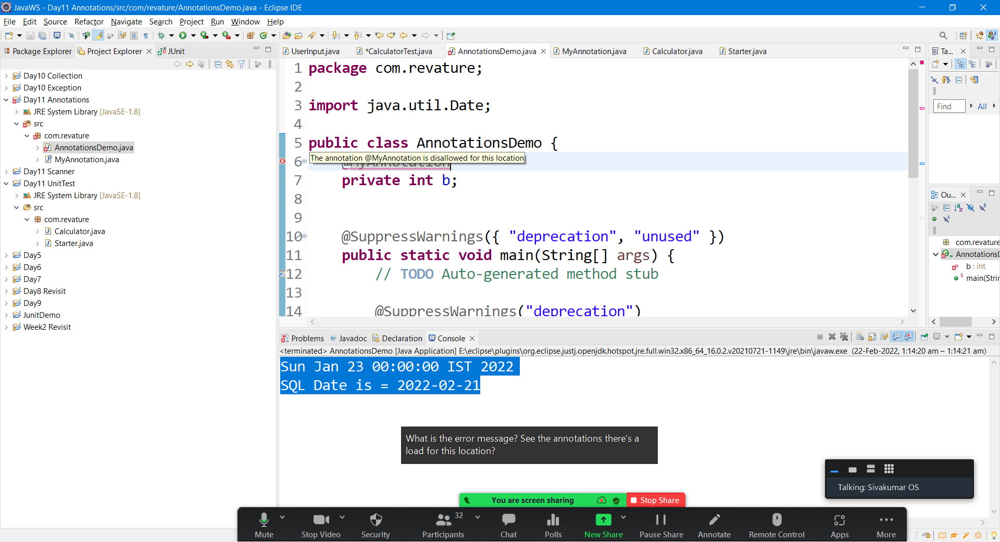 JavaWS - Day11 Annotations/src/com/revature/AnnotationsDemo.java - Eclipse IDE
File Edit Source Refactor Navigate Search Project Run Window Help
Package Explorer Project Explorer JUnit
Day10 Collection
Day10 Exception
Day11 Annotations
JRE System Library [JavaSE-1.8]
src
com.revature
AnnotationsDemo.java
MyAnnotation.java
Day11 Scanner
Day11 UnitTest
JRE System Library [JavaSE-1.8]
src
com.revature
Calculator.java
Starter.java
Day5
Day6
Day7
Day8 Revisit
Day9
JunitDemo
Week2 Revisit
UserInput.java *CalculatorTest.java AnnotationsDemo.java MyAnnotation.java Calculator.java Starter.java
1 package com.revature;
2
3 import java.util.Date;
4
5 public class AnnotationsDemo {
The annotation @MyAnnotation is disallowed for this location
6 @MyAnnotation
7 private int b;
8
9
10 @SuppressWarnings({ "deprecation", "unused" })
11 public static void main(String[] args) {
12 // TODO Auto-generated method stub
13
14 @SuppressWarnings("deprecation")
Ta...
Find All
Ou...
com.revature
AnnotationsD
b : int
main(Strin
Problems Javadoc Declaration Console
<terminated> AnnotationsDemo [Java Application] E:\eclipse\plugins\org.eclipse.justj.openjdk.hotspot.jre.full.win32.x86_64_16.0.2.v20210721-1149\jre\bin\javaw.exe (22-Feb-2022, 1:14:20 am – 1:14:21 am)
Sun Jan 23 00:00:00 IST 2022
SQL Date is = 2022-02-21
What is the error message? See the annotations there's a
load for this location?
Talking: Sivakumar OS
You are screen sharing Stop Share
Mute Stop Video Security Participants 32 Chat Polls New Share Pause Share Annotate Remote Control Apps More